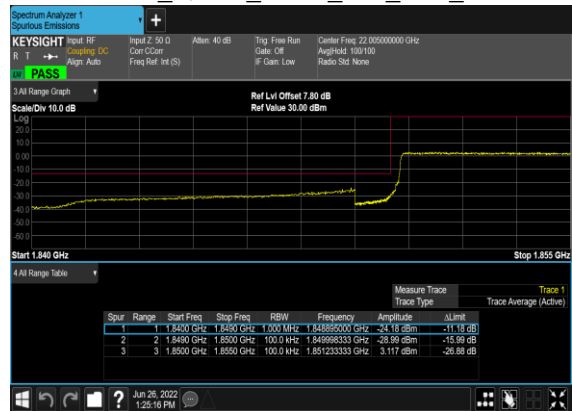 Spectrum Analyzer 1
Spurious Emissions
KEYSIGHT Input: RF Input Z: 50 Ω Atten: 40 dB Trig: Free Run Center Freq: 22.005000000 GHz
R T Coupling: DC Corr CCorr Gate: Off Avg|Hold: 100/100
Align: Auto Freq Ref: Int (S) IF Gain: Low Radio Std: None
LW PASS
3 All Range Graph
Ref Lvl Offset 7.80 dB
Scale/Div 10.0 dB Ref Value 30.00 dBm
Log
20.0
10.0
0.00
-10.0
-20.0
-30.0
-40.0
-50.0
-60.0
Start 1.840 GHz Stop 1.855 GHz
4 All Range Table
Measure Trace Trace 1
Trace Type Trace Average (Active)
Spur Range Start Freq Stop Freq RBW Frequency Amplitude ΔLimit
1 1 1.8400 GHz 1.8490 GHz 1.000 MHz 1.848895000 GHz -24.18 dBm -11.18 dB
2 2 1.8490 GHz 1.8500 GHz 100.0 kHz 1.849998333 GHz -28.99 dBm -15.99 dB
3 3 1.8500 GHz 1.8550 GHz 100.0 kHz 1.851233333 GHz 3.117 dBm -26.88 dB
? Jun 26, 2022
1:25:16 PM